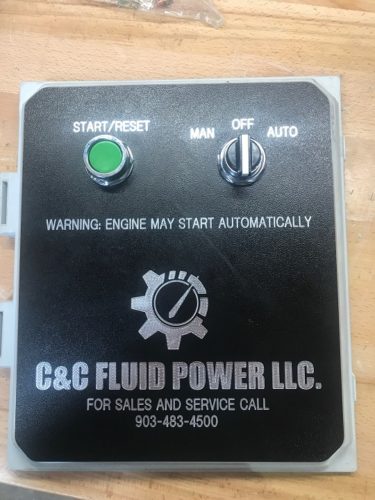 START/RESET
MAN OFF AUTO
WARNING: ENGINE MAY START AUTOMATICALLY
C&C FLUID POWER LLC.
FOR SALES AND SERVICE CALL
903-483-4500